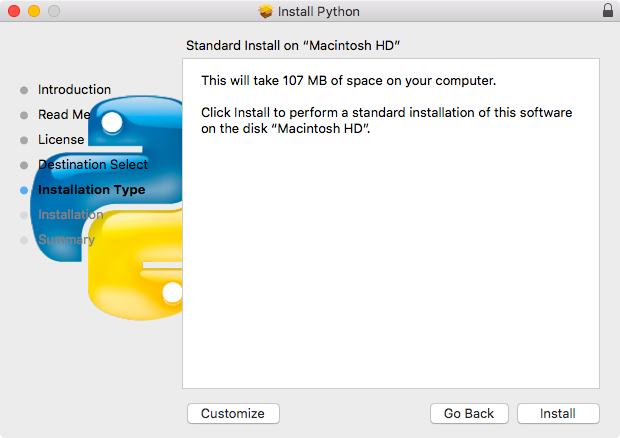 Install Python
Standard Install on “Macintosh HD”
Introduction
Read Me
License
Destination Select
Installation Type
Installation
Summary
This will take 107 MB of space on your computer.
Click Install to perform a standard installation of this software
on the disk “Macintosh HD”.
Customize
Go Back
Install